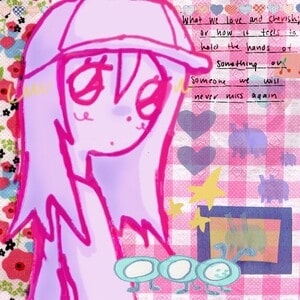 What we love and cherish
or how it feels to
hold the hands of
something or
someone we will
never miss again